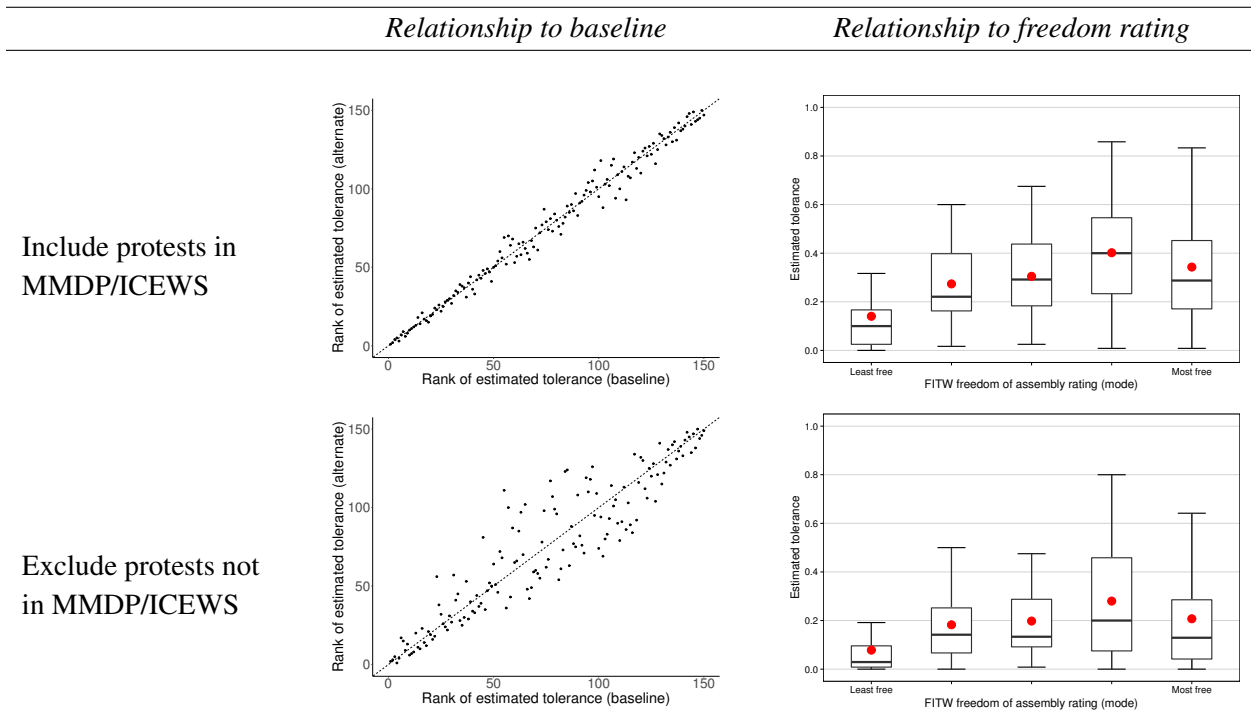 Relationship to baseline
Relationship to freedom rating
Include protests in
MMDP/ICEWS
Rank of estimated tolerance (alternate)
150
100
50
0
0 50 100 150
Rank of estimated tolerance (baseline)
Estimated tolerance
1.0
0.8
0.6
0.4
0.2
0.0
Least free Most free
FITW freedom of assembly rating (mode)
Exclude protests not
in MMDP/ICEWS
Rank of estimated tolerance (alternate)
150
100
50
0
0 50 100 150
Rank of estimated tolerance (baseline)
Estimated tolerance
1.0
0.8
0.6
0.4
0.2
0.0
Least free Most free
FITW freedom of assembly rating (mode)